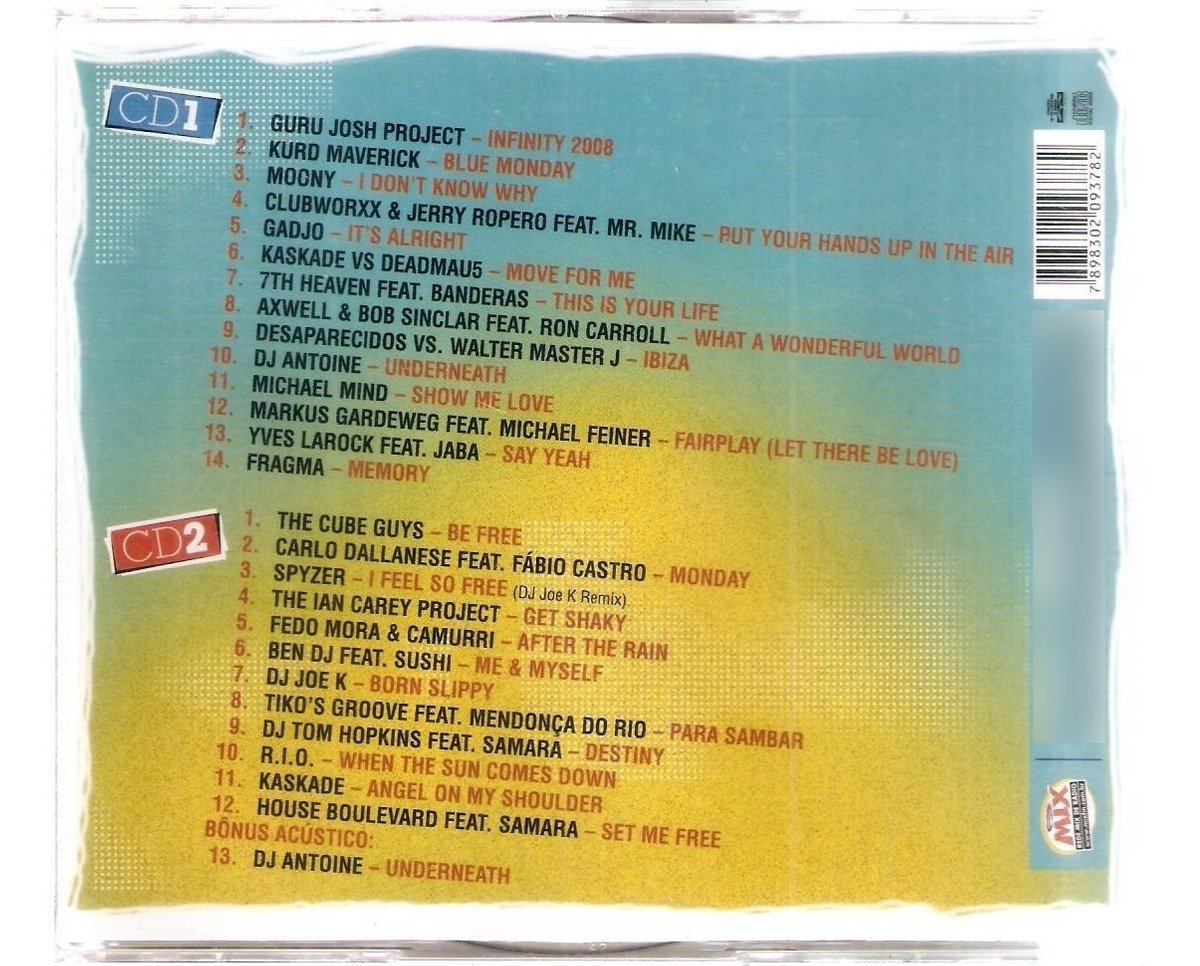 CD1
1. GURU JOSH PROJECT – INFINITY 2008
2. KURD MAVERICK – BLUE MONDAY
3. MOGNY – I DON'T KNOW WHY
4. CLUBWORXX & JERRY ROPERO FEAT. MR. MIKE – PUT YOUR HANDS UP IN THE AIR
5. GADJO – IT'S ALRIGHT
6. KASKADE VS DEADMAU5 – MOVE FOR ME
7. 7TH HEAVEN FEAT. BANDERAS – THIS IS YOUR LIFE
8. AXWELL & BOB SINCLAR FEAT. RON CARROLL – WHAT A WONDERFUL WORLD
9. DESAPARECIDOS VS. WALTER MASTER J – IBIZA
10. DJ ANTOINE – UNDERNEATH
11. MICHAEL MIND – SHOW ME LOVE
12. MARKUS GARDEWEG FEAT. MICHAEL FEINER – FAIRPLAY (LET THERE BE LOVE)
13. YVES LAROCK FEAT. JABA – SAY YEAH
14. FRAGMA – MEMORY
CD2
1. THE CUBE GUYS – BE FREE
2. CARLO DALLANESE FEAT. FÁBIO CASTRO – MONDAY
3. SPYZER – I FEEL SO FREE (DJ Joe K Remix)
4. THE IAN CAREY PROJECT – GET SHAKY
5. FEDO MORA & CAMURRI – AFTER THE RAIN
6. BEN DJ FEAT. SUSHI – ME & MYSELF
7. DJ JOE K – BORN SLIPPY
8. TIKO'S GROOVE FEAT. MENDONÇA DO RIO – PARA SAMBAR
9. DJ TOM HOPKINS FEAT. SAMARA – DESTINY
10. R.I.O. – WHEN THE SUN COMES DOWN
11. KASKADE – ANGEL ON MY SHOULDER
12. HOUSE BOULEVARD FEAT. SAMARA – SET ME FREE
BÔNUS ACÚSTICO:
13. DJ ANTOINE – UNDERNEATH
7 898302 093782
MIX